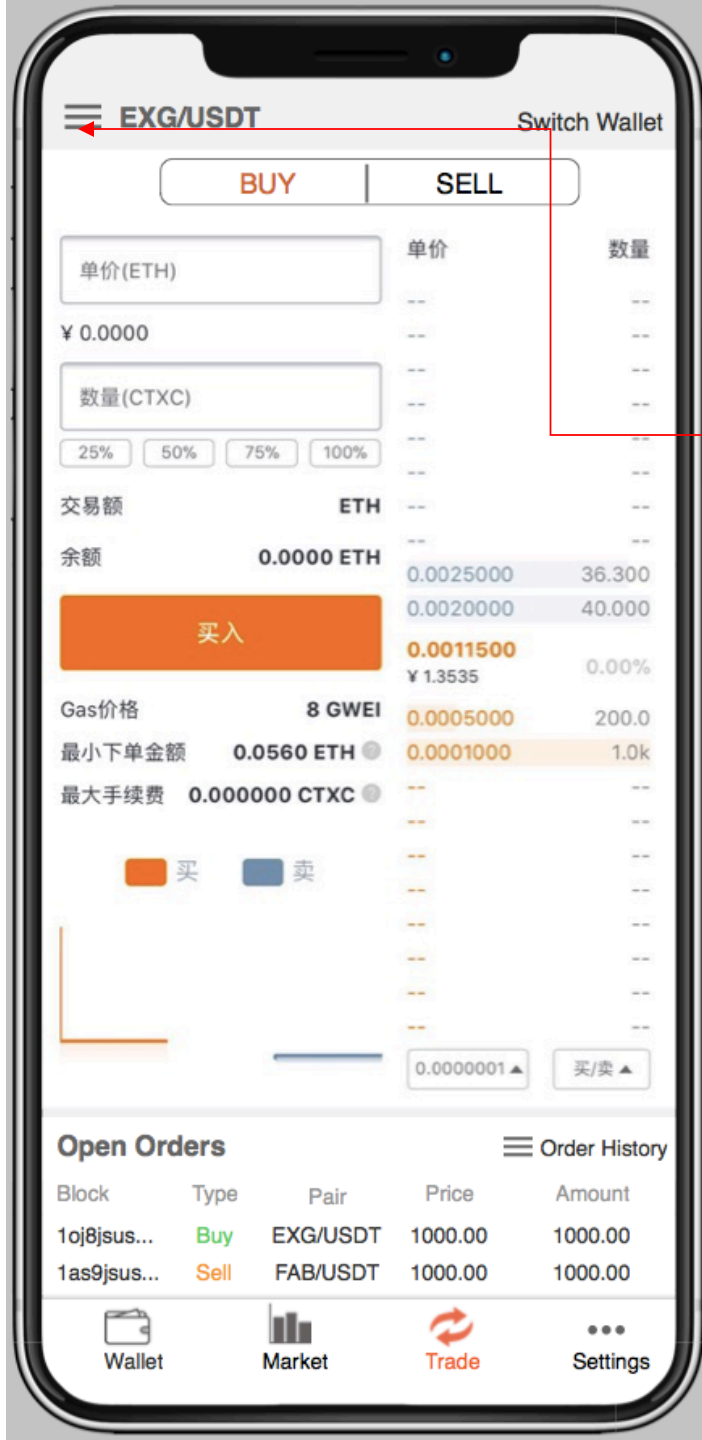 EXG/USDT
Switch Wallet
BUY
SELL
单价(ETH)
¥ 0.0000
数量(CTXC)
25% 50% 75% 100%
交易额 ETH
余额 0.0000 ETH
买入
Gas价格 8 GWEI
最小下单金额 0.0560 ETH ?
最大手续费 0.000000 CTXC ?
买 卖
单价 数量
-- --
-- --
-- --
-- --
-- --
-- --
-- --
-- --
0.0025000 36.300
0.0020000 40.000
0.0011500
¥ 1.3535 0.00%
0.0005000 200.0
0.0001000 1.0k
-- --
-- --
-- --
-- --
-- --
-- --
-- --
-- --
0.0000001 买/卖
Open Orders Order History
Block Type Pair Price Amount
1oj8jsus... Buy EXG/USDT 1000.00 1000.00
1as9jsus... Sell FAB/USDT 1000.00 1000.00
Wallet Market Trade Settings